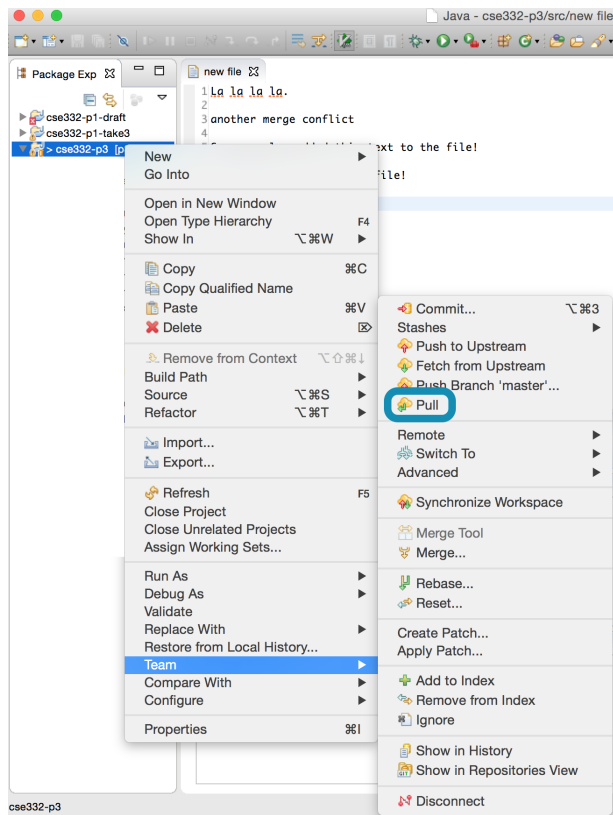 Java - cse332-p3/src/new file
Package Exp
new file
cse332-p1-draft
cse332-p1-take3
> cse332-p3 [p
1 La la la la.
2
3 another merge conflict
4
text to the file!
file!
New
Go Into
Open in New Window
Open Type Hierarchy F4
Show In ⌥⌘W
Copy ⌘C
Copy Qualified Name
Paste ⌘V
Delete ⌦
Remove from Context ⌥⇧⌘↓
Build Path
Source ⌥⌘S
Refactor ⌥⌘T
Import...
Export...
Refresh F5
Close Project
Close Unrelated Projects
Assign Working Sets...
Run As
Debug As
Validate
Replace With
Restore from Local History...
Team
Compare With
Configure
Properties ⌘I
Commit... ⌥⌘3
Stashes
Push to Upstream
Fetch from Upstream
Push Branch 'master'...
Pull
Remote
Switch To
Advanced
Synchronize Workspace
Merge Tool
Merge...
Rebase...
Reset...
Create Patch...
Apply Patch...
Add to Index
Remove from Index
Ignore
Show in History
GIT Show in Repositories View
Disconnect
cse332-p3